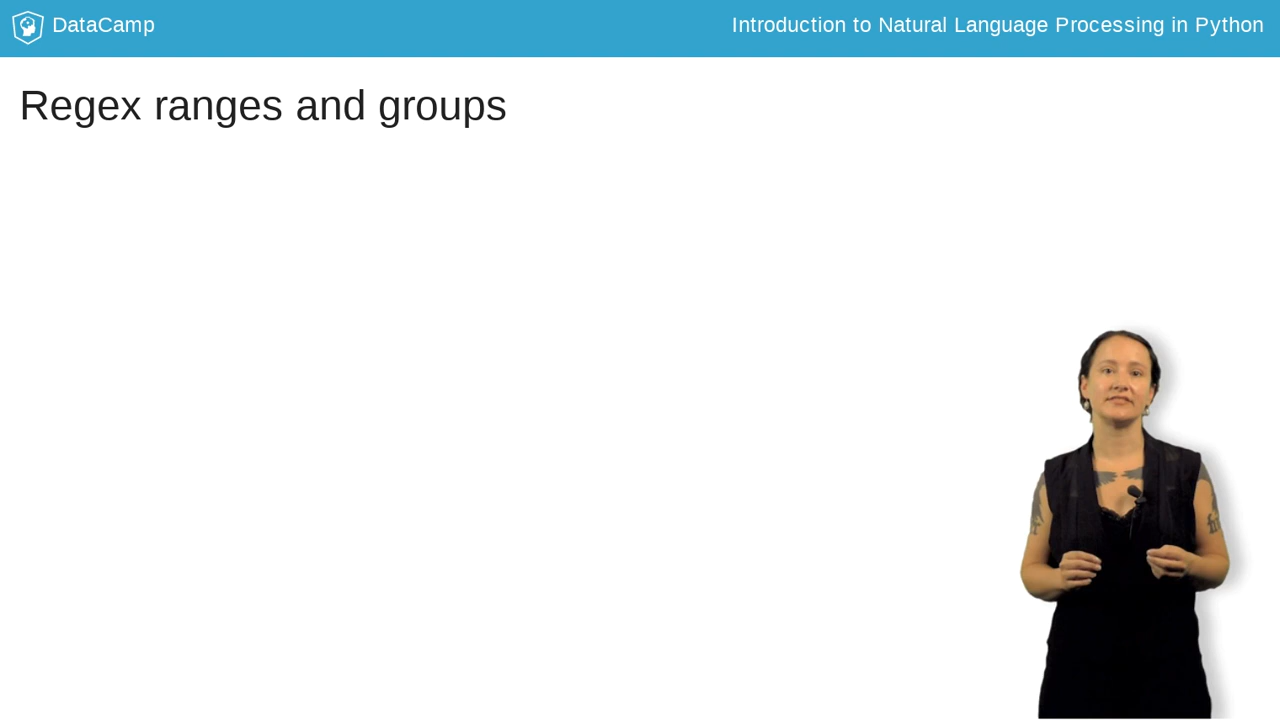 DataCamp
Introduction to Natural Language Processing in Python
Regex ranges and groups